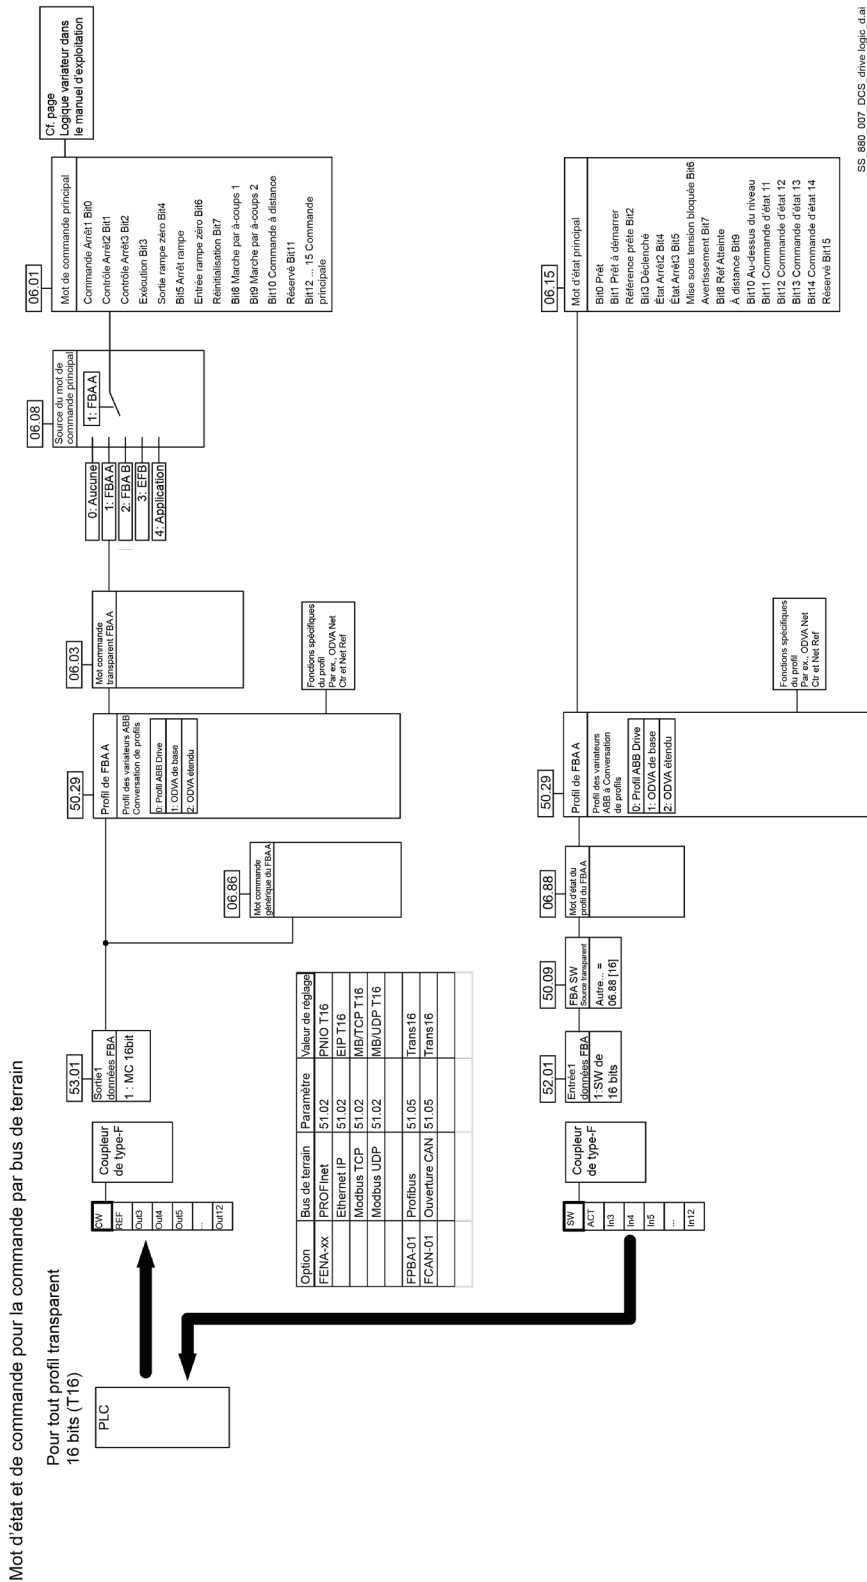 Mot d'état et de commande pour la commande par bus de terrain
Pour tout profil transparent
16 bits (T16)
PLC
CW
REF
Out3
Out4
Out5
...
Out12
Coupleur
de type-F
53.01
Sortie1
données FBA
1 : MC 16bit
06.86
Mot commande
générique du FBA A
50.29
Profil de FBA A
Profil des variateurs ABB
Conversation de profils
0: Profil ABB Drive
1: ODVA de base
2: ODVA étendu
Fonctions spécifiques
du profil
Par ex., ODVA Net
Ctr et Net Ref
06.03
Mot commande
transparent FBA A
0: Aucune
1: FBA A
2: FBA B
3: EFB
4: Application
06.08
Source du mot de
commande principal
1: FBA A
06.01
Mot de commande principal
Commande Arrêt1 Bit0
Contrôle Arrêt2 Bit1
Contrôle Arrêt3 Bit2
Exécution Bit3
Sortie rampe zéro Bit4
Bit5 Arrêt rampe
Entrée rampe zéro Bit6
Réinitialisation Bit7
Bit8 Marche par à-coups 1
Bit9 Marche par à-coups 2
Bit10 Commande à distance
Réservé Bit11
Bit12 ... 15 Commande
principale
Cf. page
Logique variateur dans
le manuel d'exploitation
Option Bus de terrain Paramètre Valeur de réglage
FENA-xx PROFInet 51.02 PNIO T16
Ethernet IP 51.02 EIP T16
Modbus TCP 51.02 MB/TCP T16
Modbus UDP 51.02 MB/UDP T16
FPBA-01 Profibus 51.05 Trans16
FCAN-01 Ouverture CAN 51.05 Trans16
SW
ACT
In3
In4
In5
...
In12
Coupleur
de type-F
52.01
Entrée1
données FBA
1:SW de
16 bits
50.09
FBA SW
Source transparent
Autre... =
06.88 [16]
06.88
Mot d'état du
profil du FBA A
50.29
Profil de FBA A
Profil des variateurs
ABB à Conversation
de profils
0: Profil ABB Drive
1: ODVA de base
2: ODVA étendu
Fonctions spécifiques
du profil
Par ex., ODVA Net
Ctr et Net Ref
06.15
Mot d'état principal
Bit0 Prêt
Bit1 Prêt à démarrer
Référence prête Bit2
Bit3 Déclenché
État Arrêt2 Bit4
État Arrêt3 Bit5
Mise sous tension bloquée Bit6
Avertissement Bit7
Bit8 Réf Atteinte
À distance Bit9
Bit10 Au-dessus du niveau
Bit11 Commande d'état 11
Bit12 Commande d'état 12
Bit13 Commande d'état 13
Bit14 Commande d'état 14
Réservé Bit15
SS_880_007_DCS_drive logic_d.ai